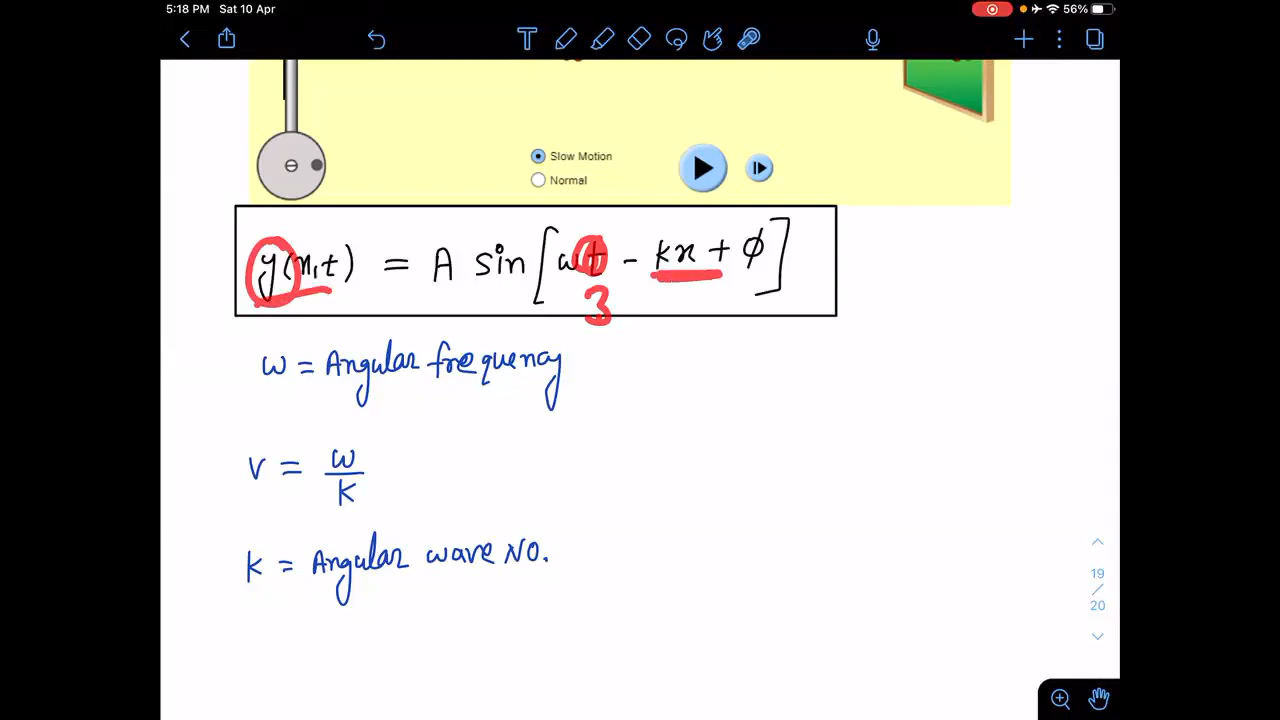 5:18 PM Sat 10 Apr 56%
T
Slow Motion
Normal
y(x,t) = A sin[ωt - kx + φ]
3
ω = Angular frequency
v = ω/k
k = Angular wave No.
19
/
20